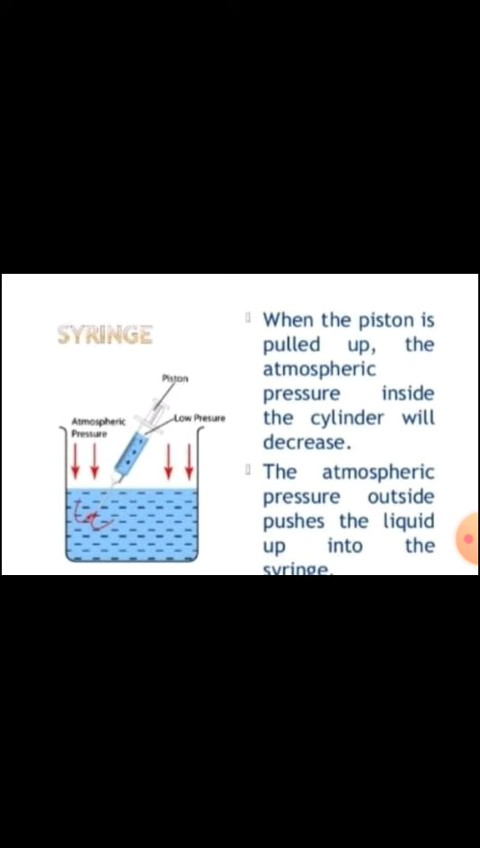 SYRINGE
Piston
Low Presure
Atmospheric
Pressure
When the piston is
pulled up, the
atmospheric
pressure inside
the cylinder will
decrease.
The atmospheric
pressure outside
pushes the liquid
up into the
syringe.